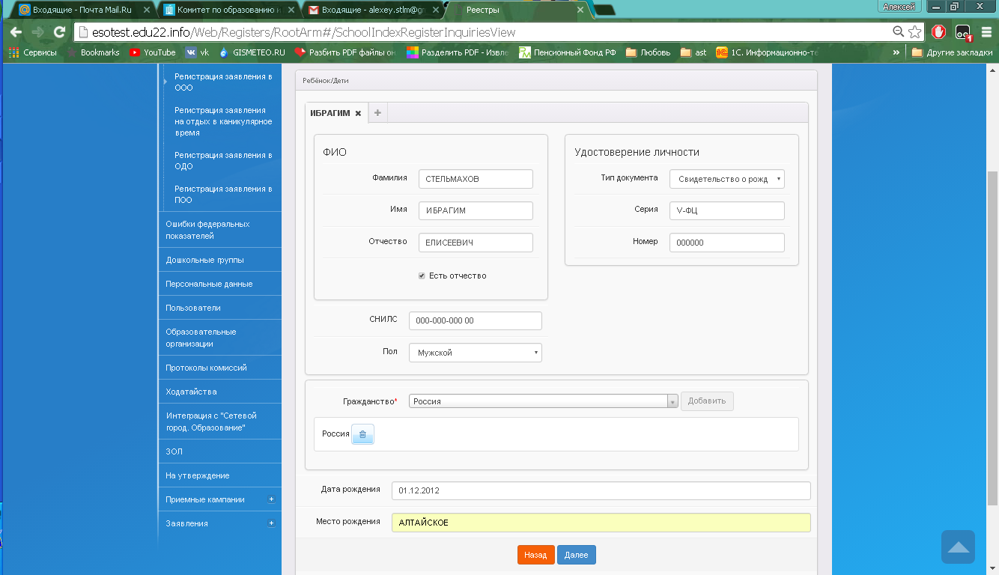 Алексей
Входящие - Почта Mail.Ru
Комитет по образованию и
Входящие - alexey.stlm@gm
Реестры
esotest.edu22.info/Web/Registers/RootArm#/SchoolIndexRegisterInquiriesView
1
Сервисы
Bookmarks
YouTube
vk
GISMETEO.RU
Разбить PDF файлы он
Разделить PDF - Извле
Пенсионный Фонд РФ
Любовь
ast
1С. Информационно-те
»
Другие закладки
Регистрация заявления в
ООО
Регистрация заявления
на отдых в каникулярное
время
Регистрация заявления в
ОДО
Регистрация заявления в
ПОО
Ошибки федеральных
показателей
Дошкольные группы
Персональные данные
Пользователи
Образовательные
организации
Протоколы комиссий
Ходатайства
Интеграция с "Сетевой
город. Образование"
ЗОЛ
На утверждение
Приемные кампании +
Заявления +
Ребёнок/Дети
ИБРАГИМ ✖ +
ФИО
Фамилия СТЕЛЬМАХОВ
Имя ИБРАГИМ
Отчество ЕЛИСЕЕВИЧ
Есть отчество
Удостоверение личности
Тип документа Свидетельство о рожд
Серия V-ФЦ
Номер 000000
СНИЛС 000-000-000 00
Пол Мужской
Гражданство* Россия Добавить
Россия
Дата рождения 01.12.2012
Место рождения АЛТАЙСКОЕ
Назад Далее